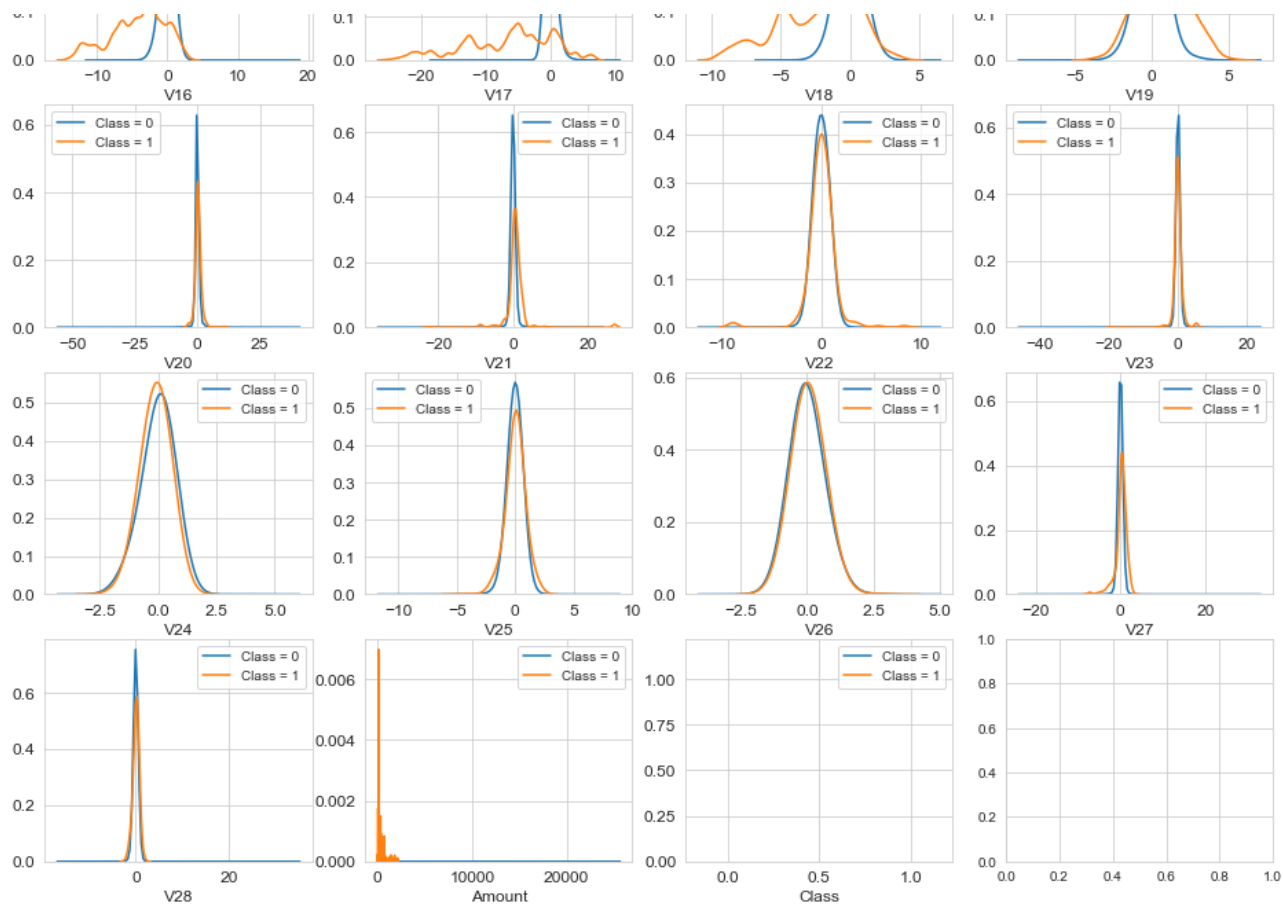 0.1 0.1 0.1 0.1
0.0 0.0 0.0 0.0
−10 0 10 20 −20 −10 0 10 −10 −5 0 5 −5 0 5
V16 V17 V18 V19
0.6 Class = 0 0.6 Class = 0 0.4 Class = 0 0.6 Class = 0
Class = 1 Class = 1 Class = 1 Class = 1
0.4 0.4 0.3 0.4
0.2 0.2 0.2 0.2
0.1
0.0 0.0 0.0 0.0
−50 −25 0 25 −20 0 20 −10 0 10 −40 −20 0 20
V20 V21 V22 V23
0.5 Class = 0 0.5 Class = 0 0.6 Class = 0 0.6 Class = 0
Class = 1 Class = 1 Class = 1 Class = 1
0.4 0.4 0.4 0.4
0.3 0.3
0.2 0.2 0.2 0.2
0.1 0.1
0.0 0.0 0.0 0.0
−2.5 0.0 2.5 5.0 −10 −5 0 5 10 −2.5 0.0 2.5 5.0 −20 0 20
V24 V25 V26 V27
Class = 0 Class = 0 Class = 0 1.0
Class = 1 Class = 1 Class = 1
0.6 0.006 1.00 0.8
0.75 0.6
0.4 0.004 0.50 0.4
0.2 0.002 0.25 0.2
0.0 0.000 0.00 0.0
0 20 0 10000 20000 0.0 0.5 1.0 0.0 0.2 0.4 0.6 0.8 1.0
V28 Amount Class